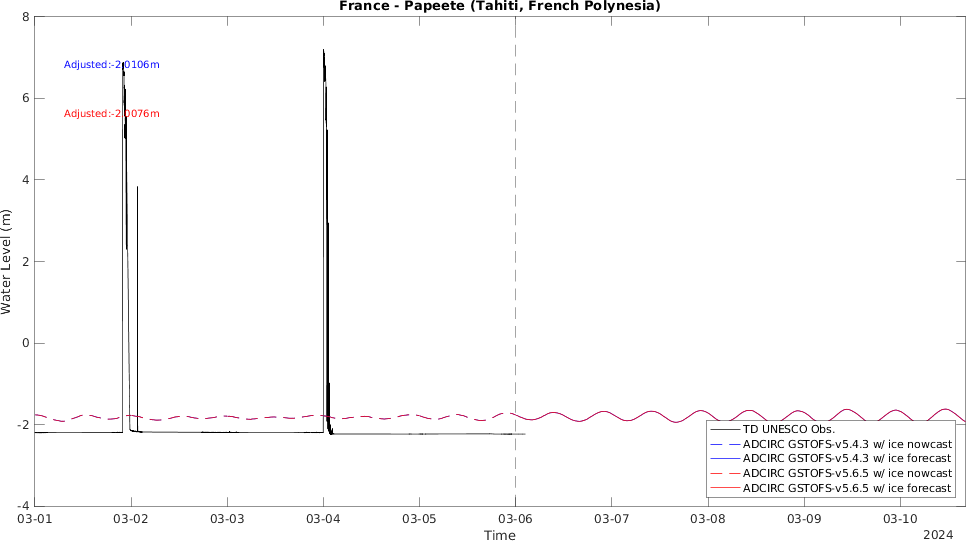 France - Papeete (Tahiti, French Polynesia)
8
6
4
2
0
-2
-4
Water Level (m)
Adjusted:-2.0106m
Adjusted:-2.0076m
TD UNESCO Obs.
ADCIRC GSTOFS-v5.4.3 w/ ice nowcast
ADCIRC GSTOFS-v5.4.3 w/ ice forecast
ADCIRC GSTOFS-v5.6.5 w/ ice nowcast
ADCIRC GSTOFS-v5.6.5 w/ ice forecast
03-01 03-02 03-03 03-04 03-05 03-06 03-07 03-08 03-09 03-10
Time
2024